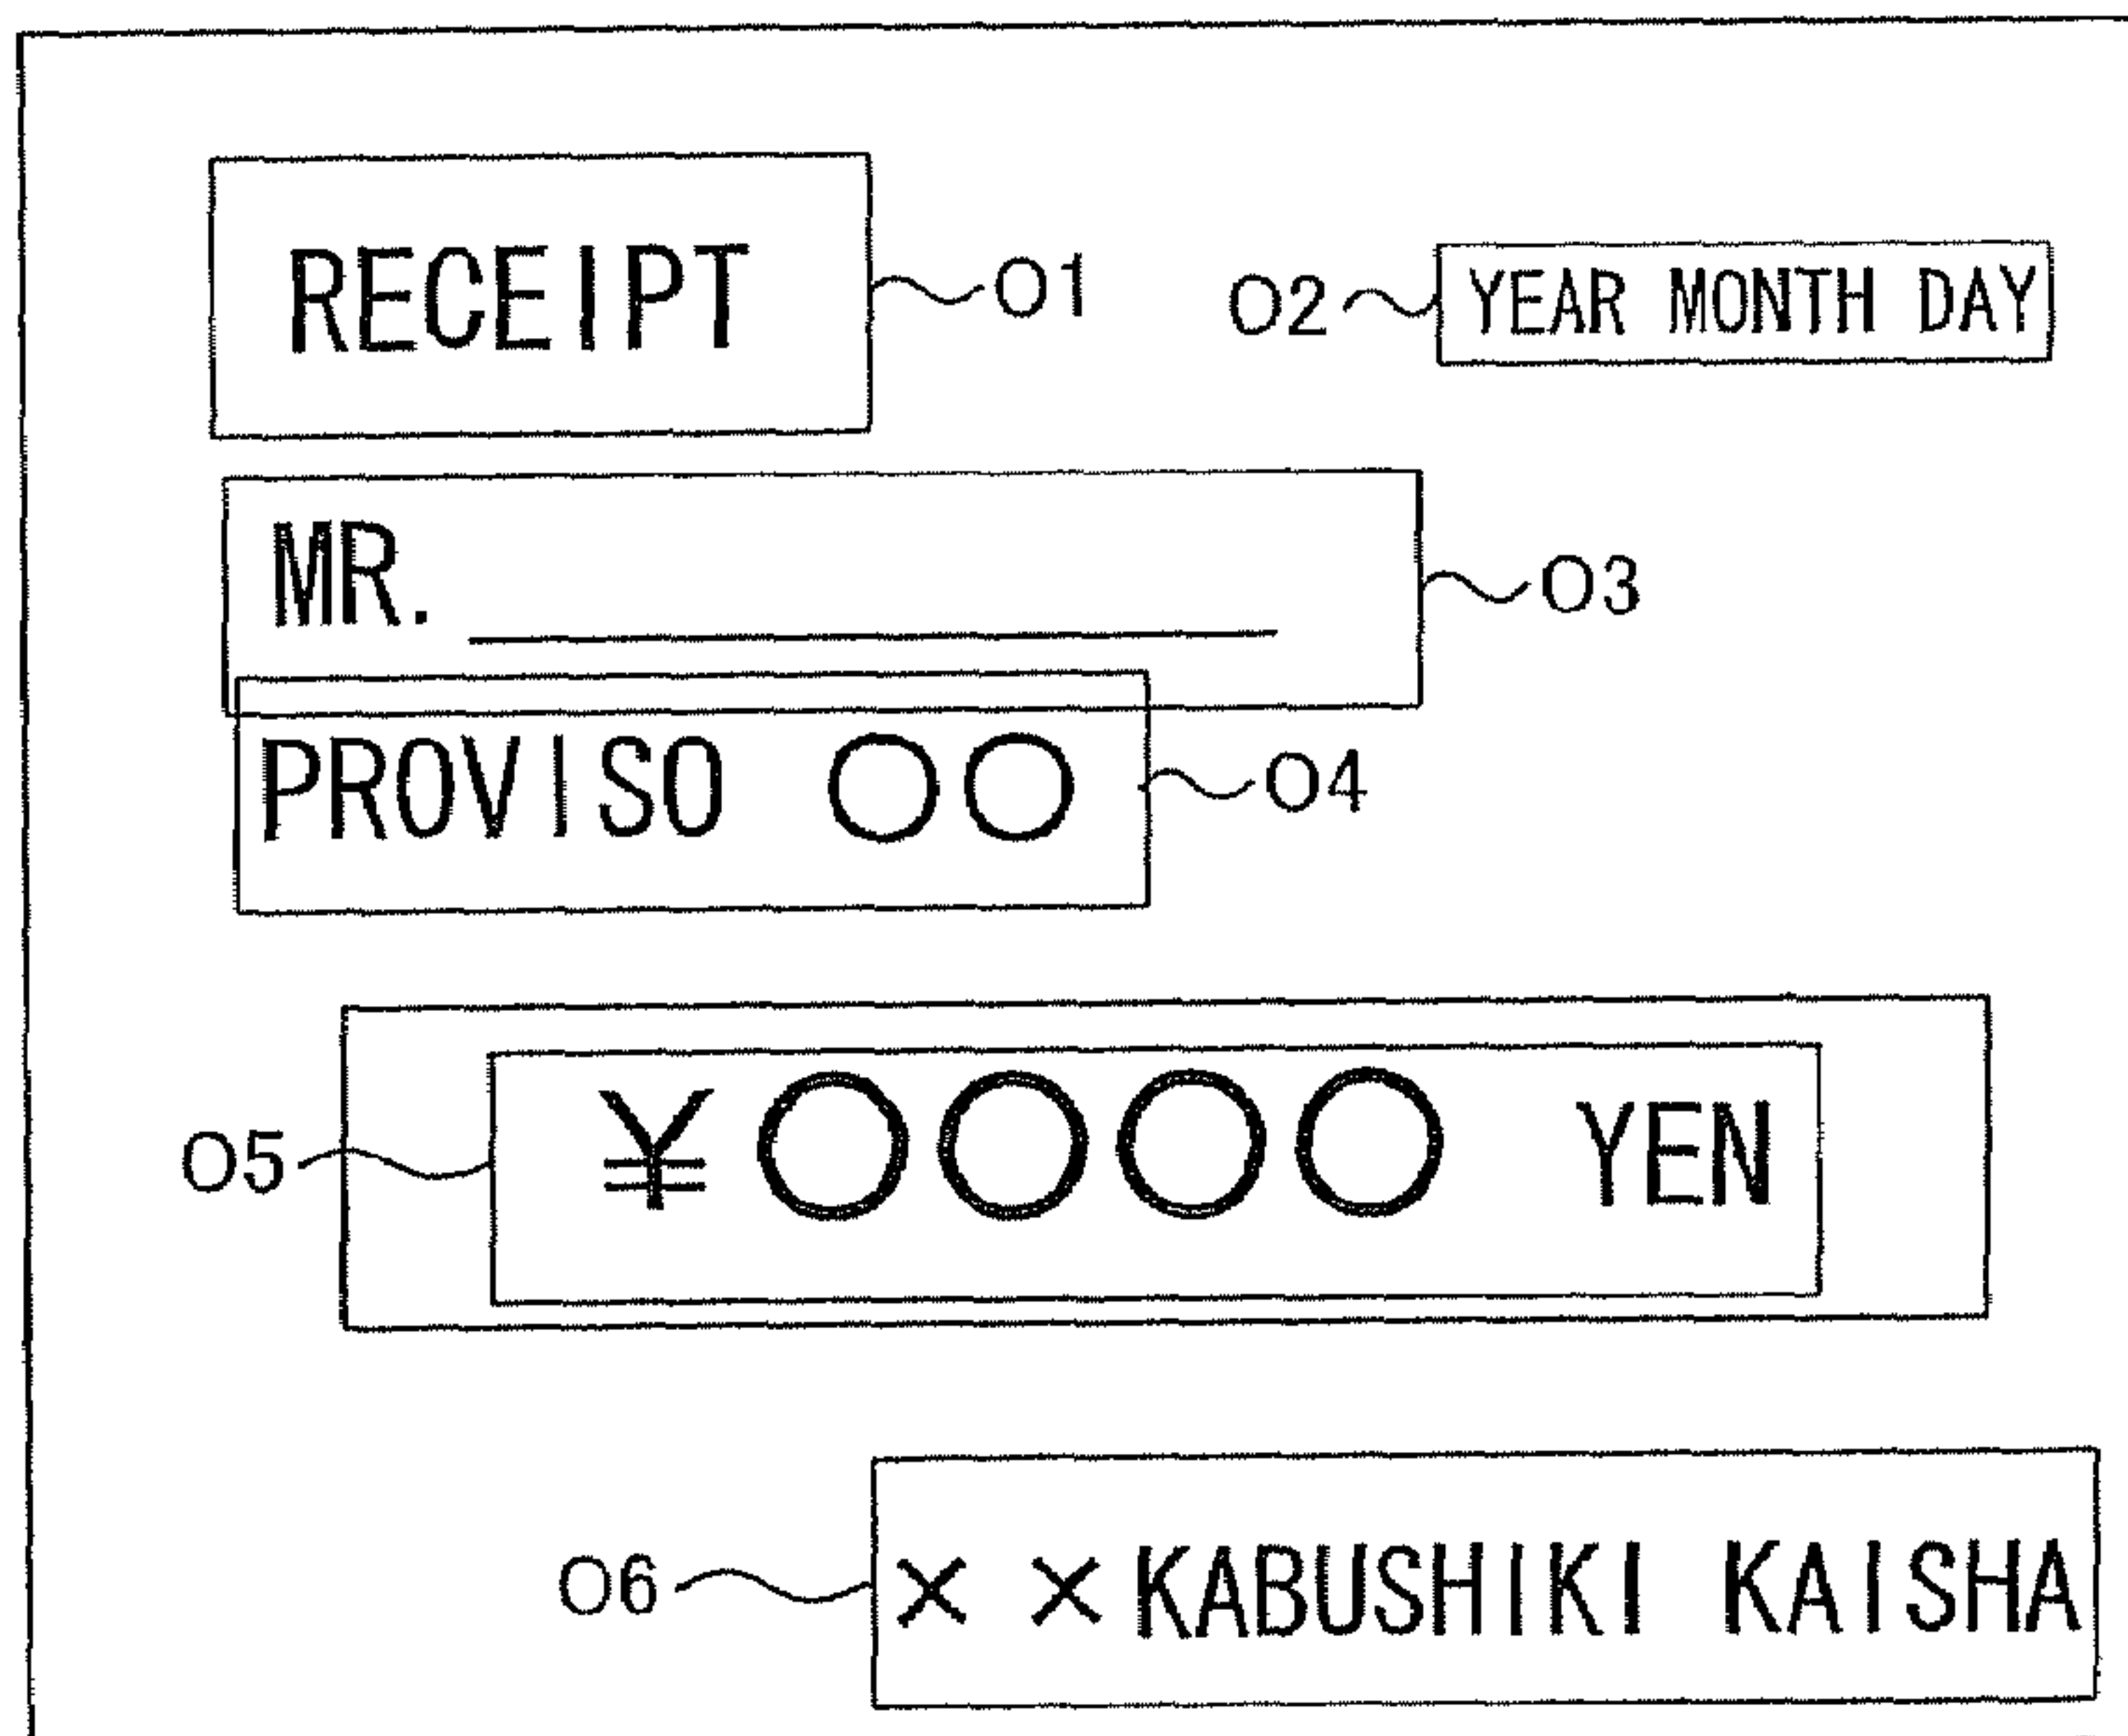 RECEIPT O1 O2 YEAR MONTH DAY
MR. O3
PROVISO ○○ O4
O5 ¥○○○○ YEN
O6 × ×KABUSHIKI KAISHA